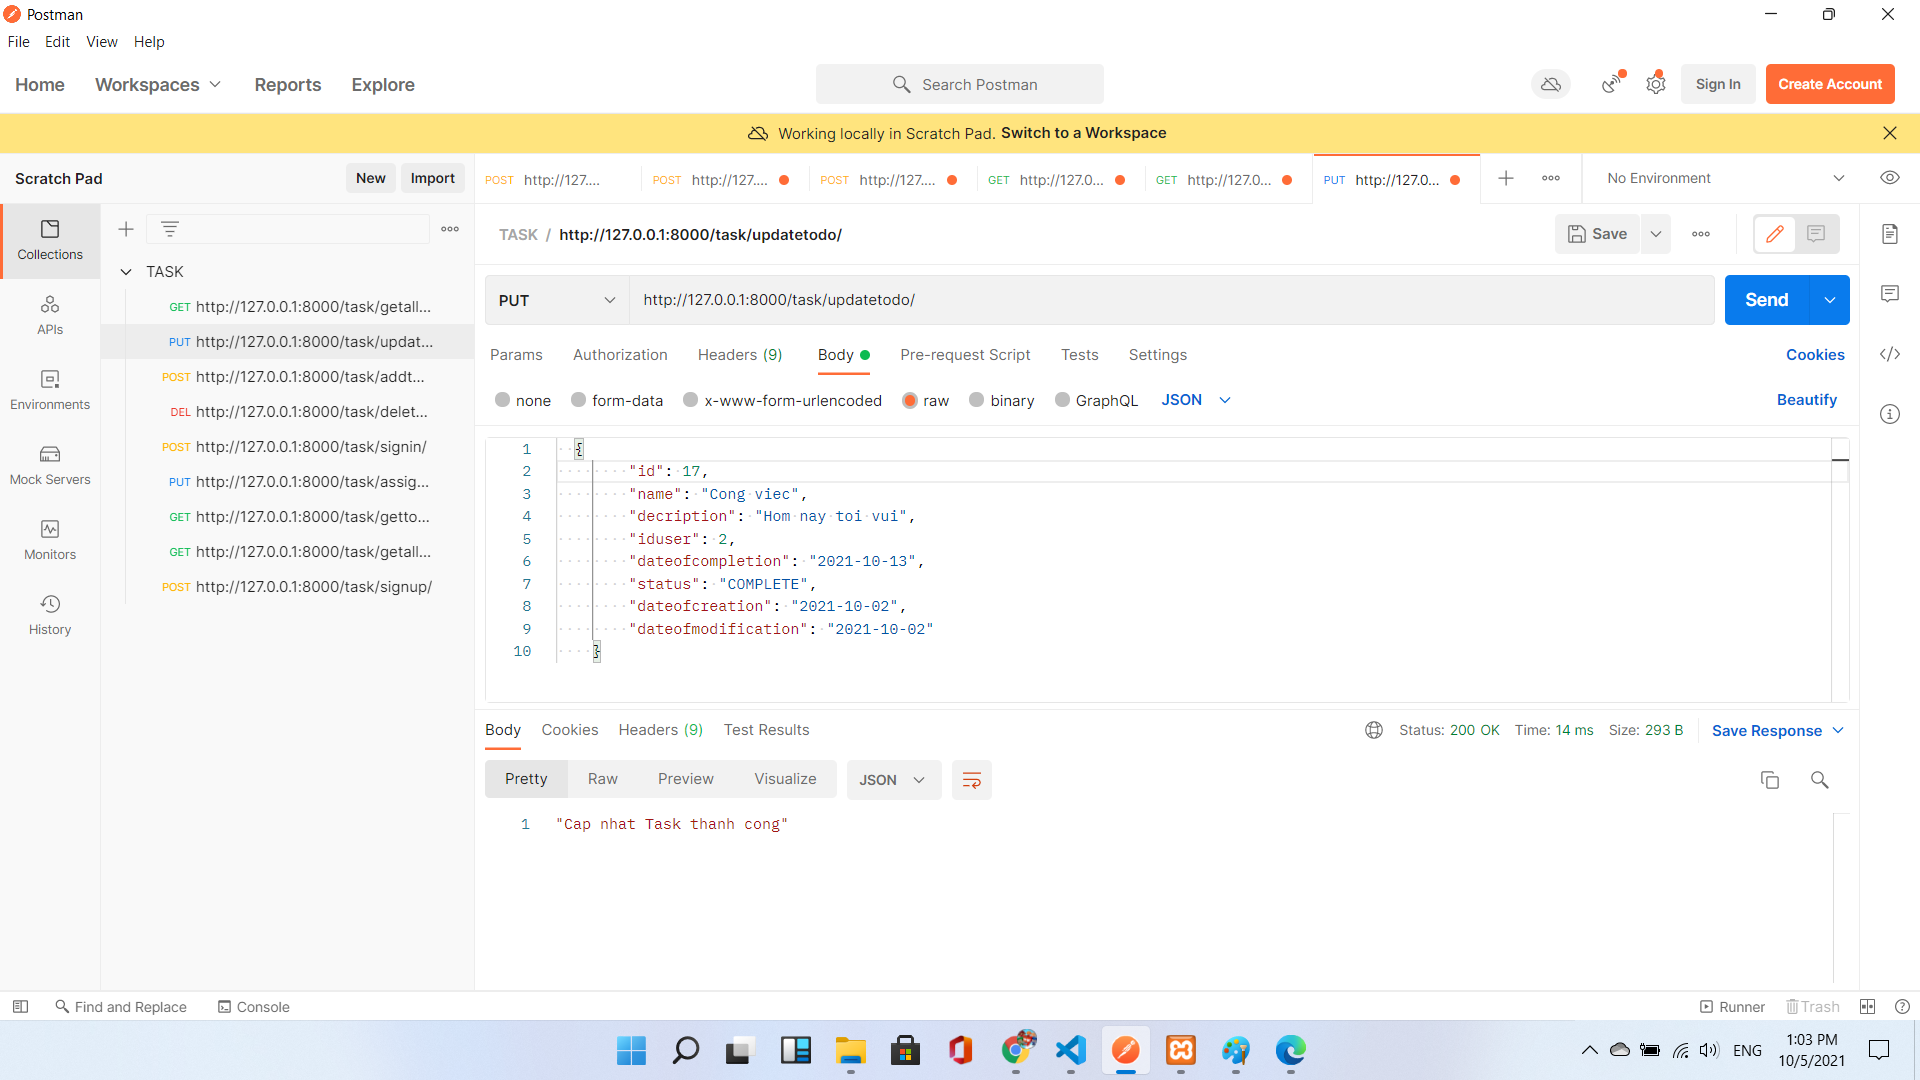 Postman
File Edit View Help
Home Workspaces Reports Explore Search Postman Sign In Create Account
Working locally in Scratch Pad. Switch to a Workspace
Scratch Pad New Import
POST http://127.... POST http://127.... POST http://127.... GET http://127.0... GET http://127.0... PUT http://127.0... No Environment
Collections
APIs
Environments
Mock Servers
Monitors
History
TASK
GET http://127.0.0.1:8000/task/getall...
PUT http://127.0.0.1:8000/task/updat...
POST http://127.0.0.1:8000/task/addt...
DEL http://127.0.0.1:8000/task/delet...
POST http://127.0.0.1:8000/task/signin/
PUT http://127.0.0.1:8000/task/assig...
GET http://127.0.0.1:8000/task/getto...
GET http://127.0.0.1:8000/task/getall...
POST http://127.0.0.1:8000/task/signup/
TASK / http://127.0.0.1:8000/task/updatetodo/ Save
PUT http://127.0.0.1:8000/task/updatetodo/ Send
Params Authorization Headers (9) Body Pre-request Script Tests Settings Cookies
none form-data x-www-form-urlencoded raw binary GraphQL JSON Beautify
1 {
2 "id": 17,
3 "name": "Cong viec",
4 "decription": "Hom nay toi vui",
5 "iduser": 2,
6 "dateofcompletion": "2021-10-13",
7 "status": "COMPLETE",
8 "dateofcreation": "2021-10-02",
9 "dateofmodification": "2021-10-02"
10 }
Body Cookies Headers (9) Test Results Status: 200 OK Time: 14 ms Size: 293 B Save Response
Pretty Raw Preview Visualize JSON
1 "Cap nhat Task thanh cong"
Find and Replace Console Runner Trash
ENG 1:03 PM
10/5/2021